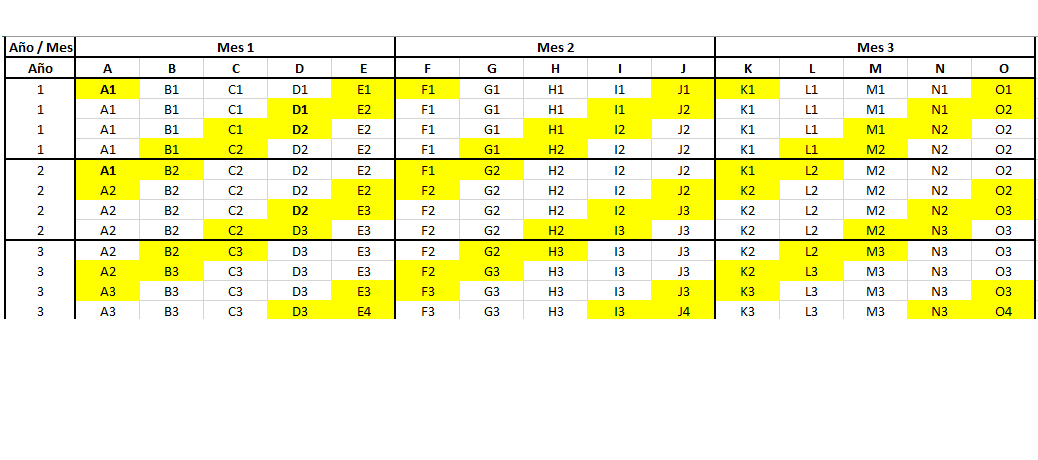 Año / Mes Mes 1 Mes 2 Mes 3
Año A B C D E F G H I J K L M N O
1 A1 B1 C1 D1 E1 F1 G1 H1 I1 J1 K1 L1 M1 N1 O1
1 A1 B1 C1 D1 E2 F1 G1 H1 I1 J2 K1 L1 M1 N1 O2
1 A1 B1 C1 D2 E2 F1 G1 H1 I2 J2 K1 L1 M1 N2 O2
1 A1 B1 C2 D2 E2 F1 G1 H2 I2 J2 K1 L1 M2 N2 O2
2 A1 B2 C2 D2 E2 F1 G2 H2 I2 J2 K1 L2 M2 N2 O2
2 A2 B2 C2 D2 E2 F2 G2 H2 I2 J2 K2 L2 M2 N2 O2
2 A2 B2 C2 D2 E3 F2 G2 H2 I2 J3 K2 L2 M2 N2 O3
2 A2 B2 C2 D3 E3 F2 G2 H2 I3 J3 K2 L2 M2 N3 O3
3 A2 B2 C3 D3 E3 F2 G2 H3 I3 J3 K2 L2 M3 N3 O3
3 A2 B3 C3 D3 E3 F2 G3 H3 I3 J3 K2 L3 M3 N3 O3
3 A3 B3 C3 D3 E3 F3 G3 H3 I3 J3 K3 L3 M3 N3 O3
3 A3 B3 C3 D3 E4 F3 G3 H3 I3 J4 K3 L3 M3 N3 O4